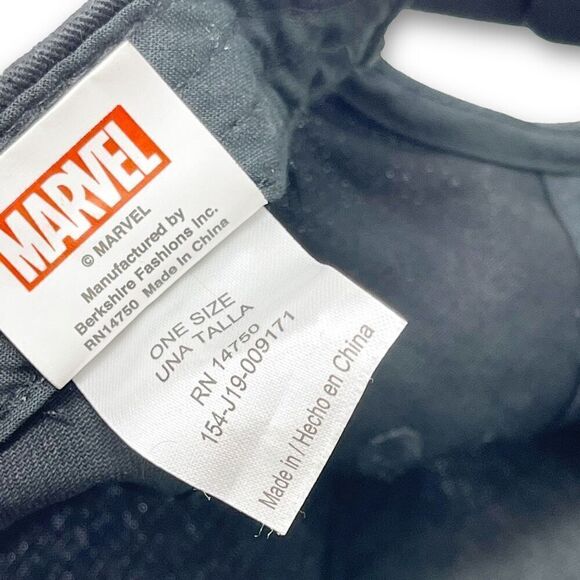 MARVEL
© MARVEL
Manufactured by
Berkshire Fashions Inc.
RN14750 Made in China
ONE SIZE
UNA TALLA
RN 14750
154-J19-009171
Made in / Hecho en China